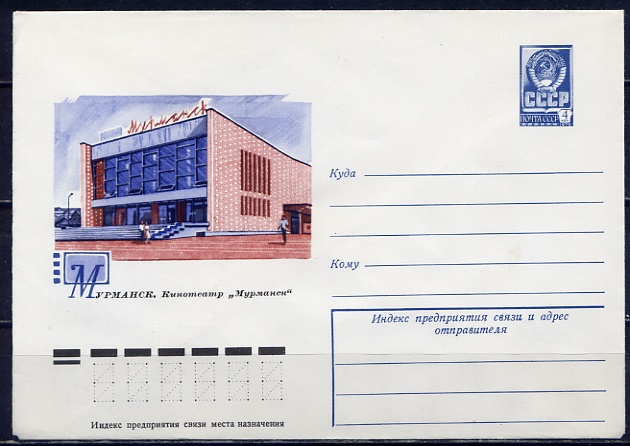 СССР
ПОЧТА СССР 4
Мурманск
Куда
Кому
МУРМАНСК. Кинотеатр „Мурманск“
Индекс предприятия связи и адрес
отправителя
Индекс предприятия связи места назначения